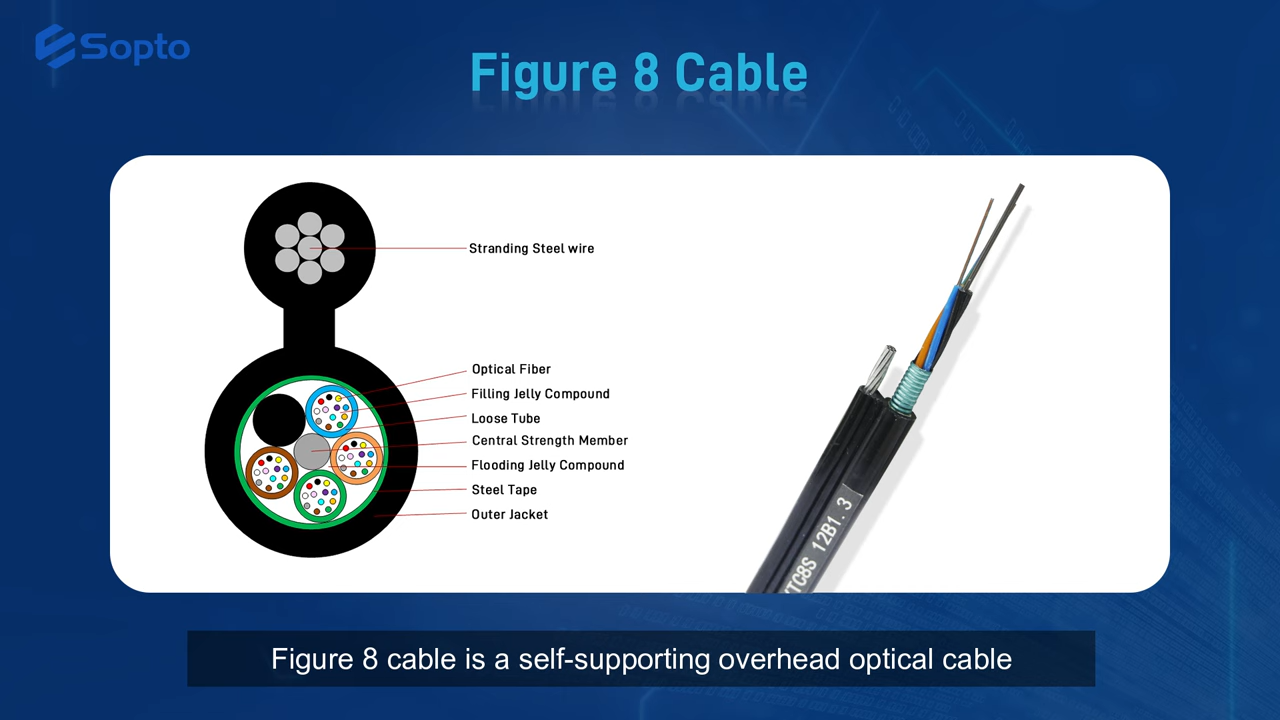 Sopto
Figure 8 Cable
Stranding Steel wire
Optical Fiber
Filling Jelly Compound
Loose Tube
Central Strength Member
Flooding Jelly Compound
Steel Tape
Outer Jacket
TC8S 12B1.3
Figure 8 cable is a self-supporting overhead optical cable